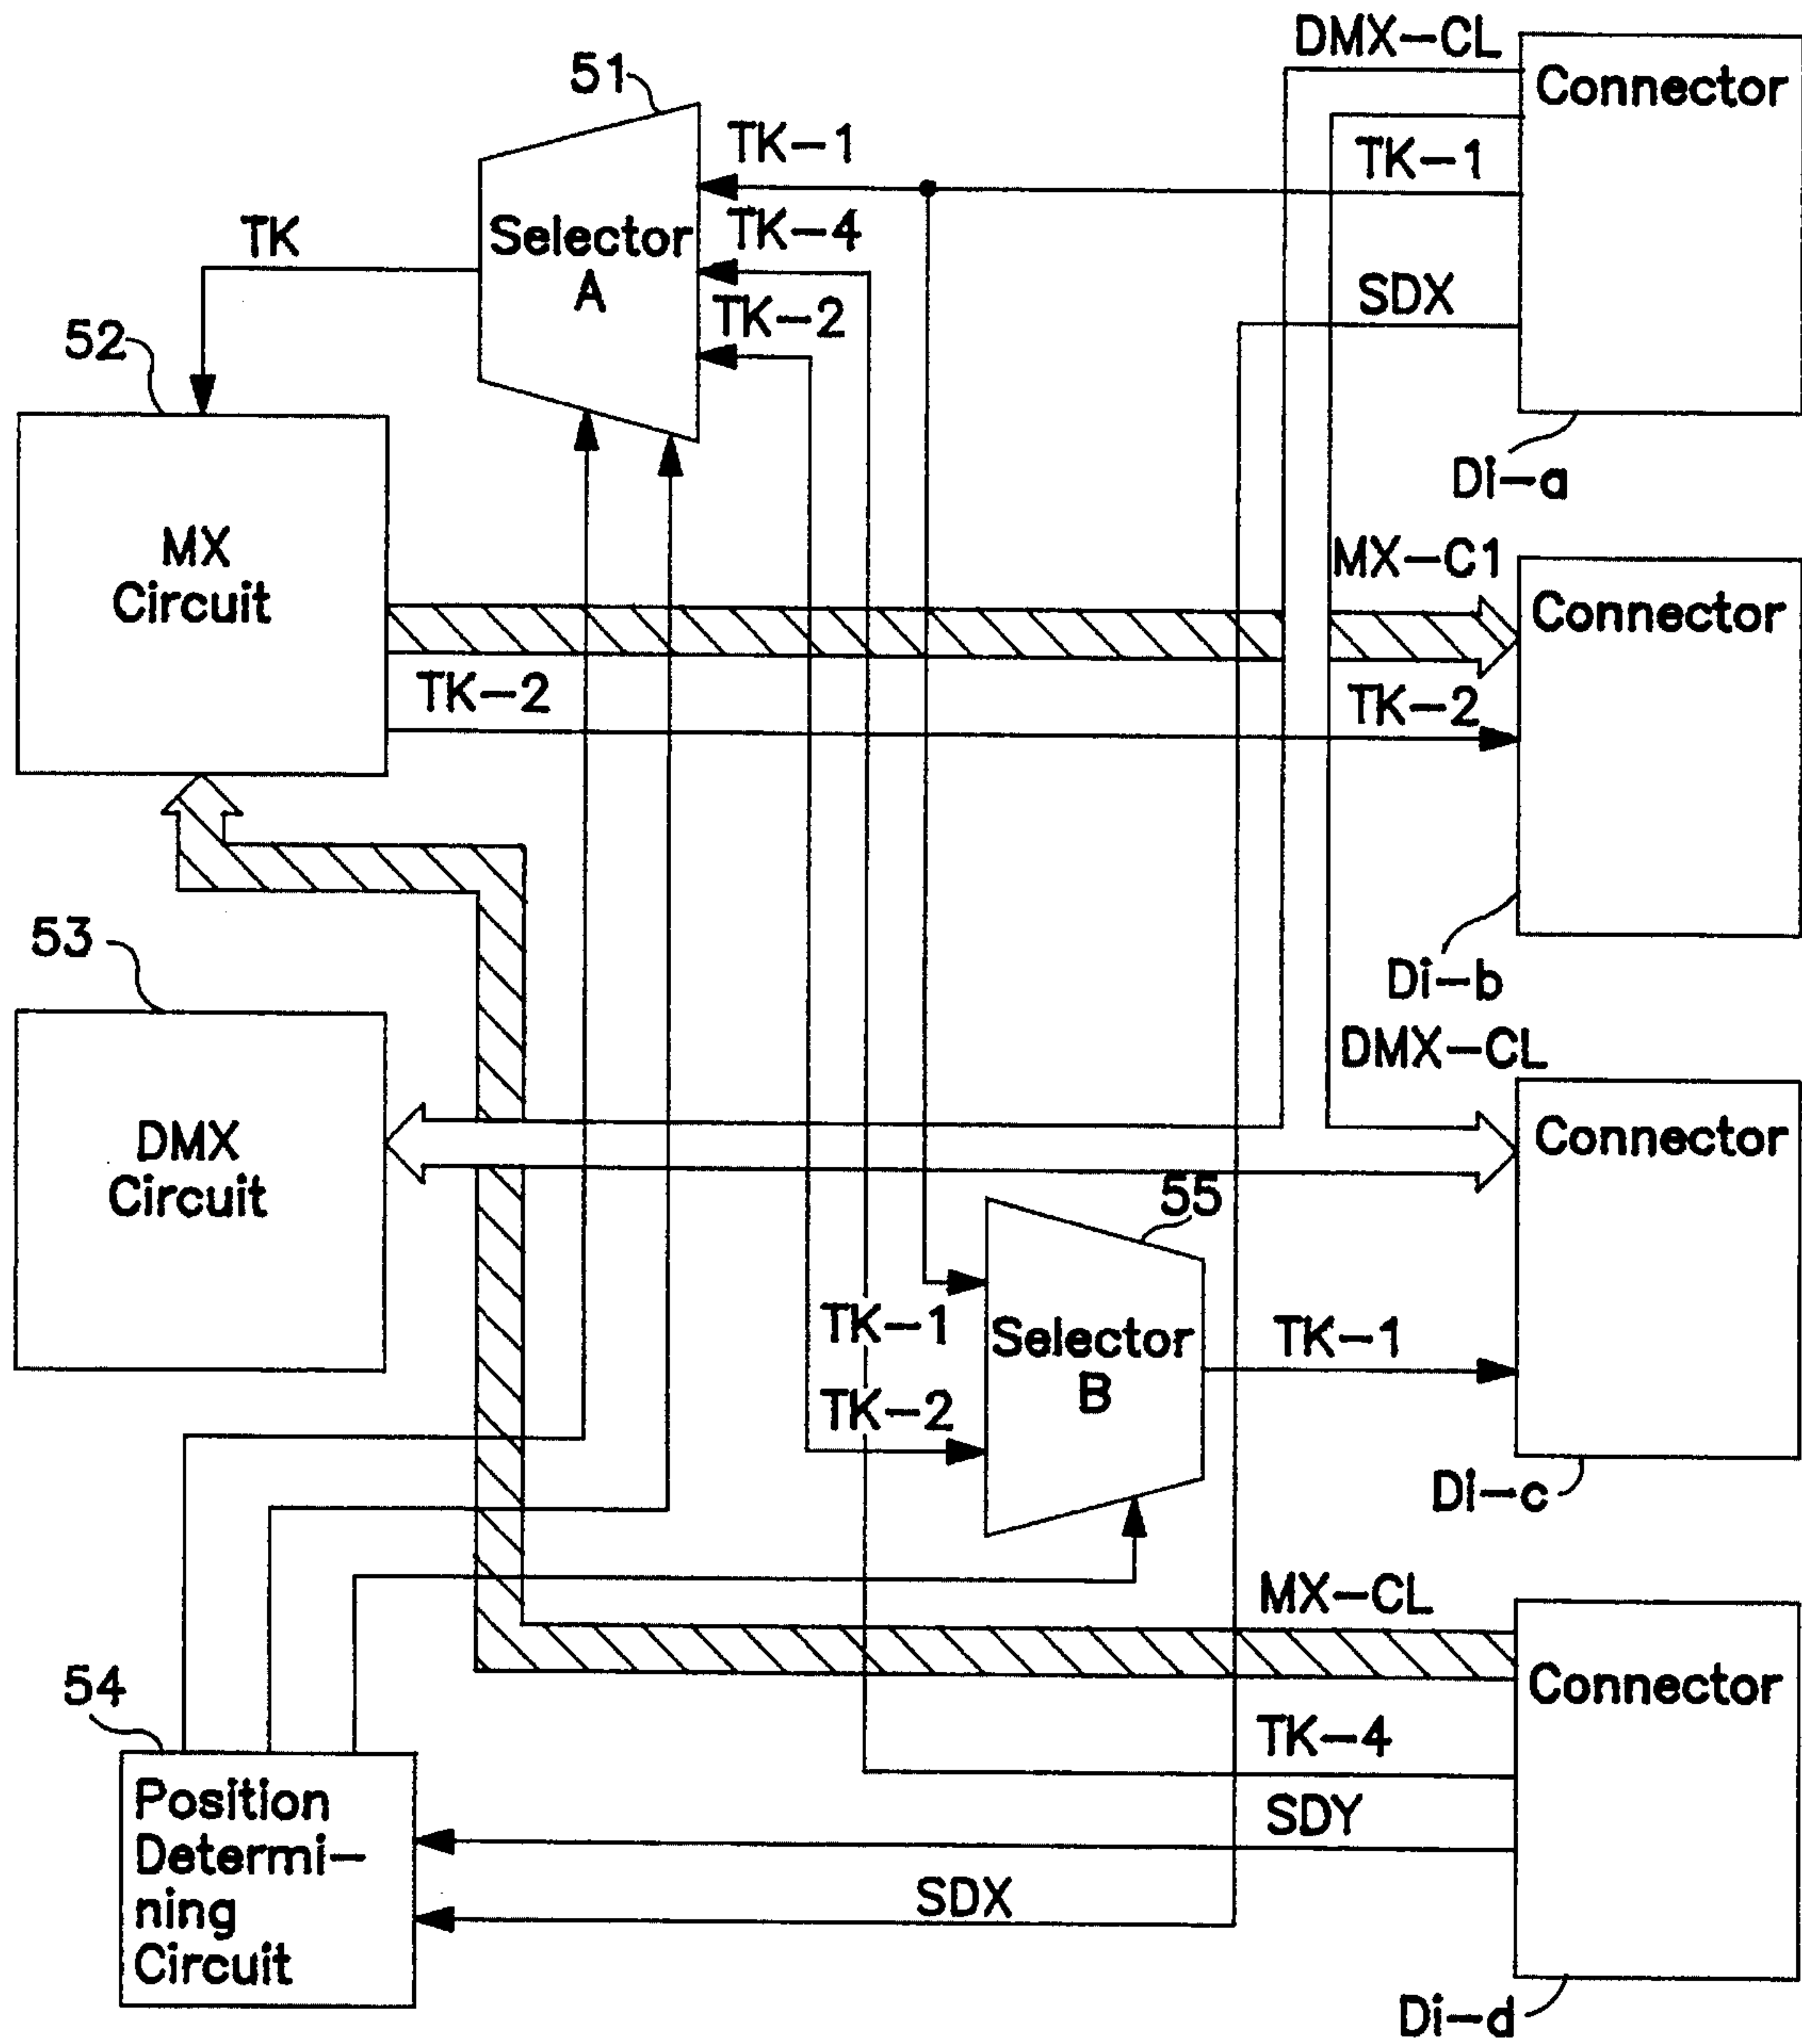 DMX-CL
Connector
51
TK-1
TK-1
TK
Selector
A
TK-4
SDX
TK-2
52
Di-a
MX
Circuit
MX-C1
Connector
TK-2
TK-2
53
Di-b
DMX-CL
DMX
Circuit
Connector
55
TK-1
Selector
B
TK-1
TK-2
Di-c
MX-CL
54
Connector
TK-4
Position
Determi-
ning
Circuit
SDY
SDX
Di-d